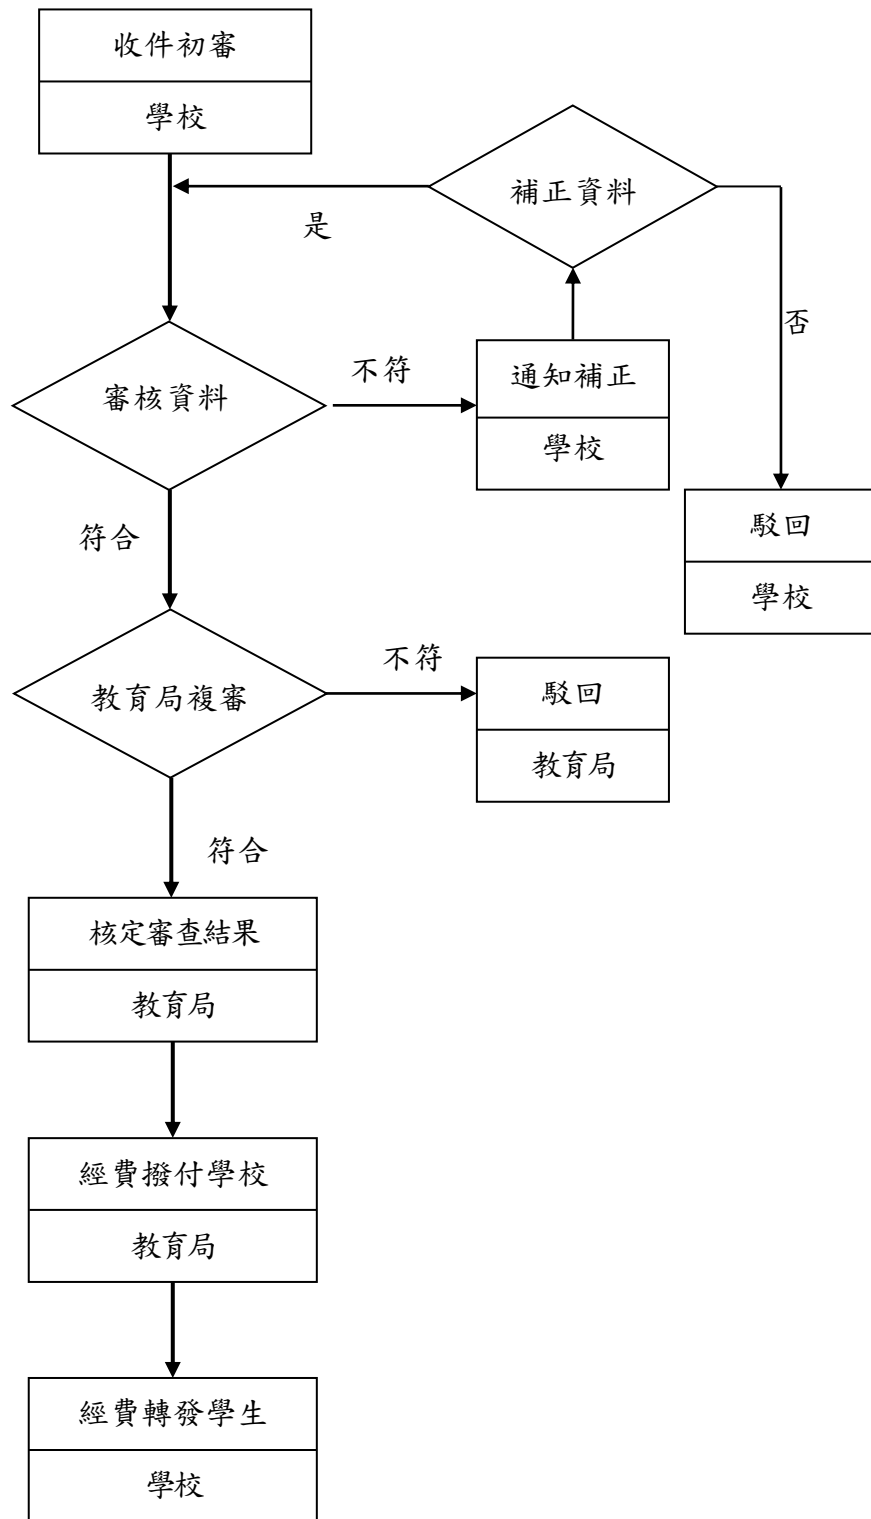 收件初審
學校
補正資料
是
否
審核資料
不符
通知補正
學校
符合
駁回
學校
教育局複審
不符
駁回
教育局
符合
核定審查結果
教育局
經費撥付學校
教育局
經費轉發學生
學校